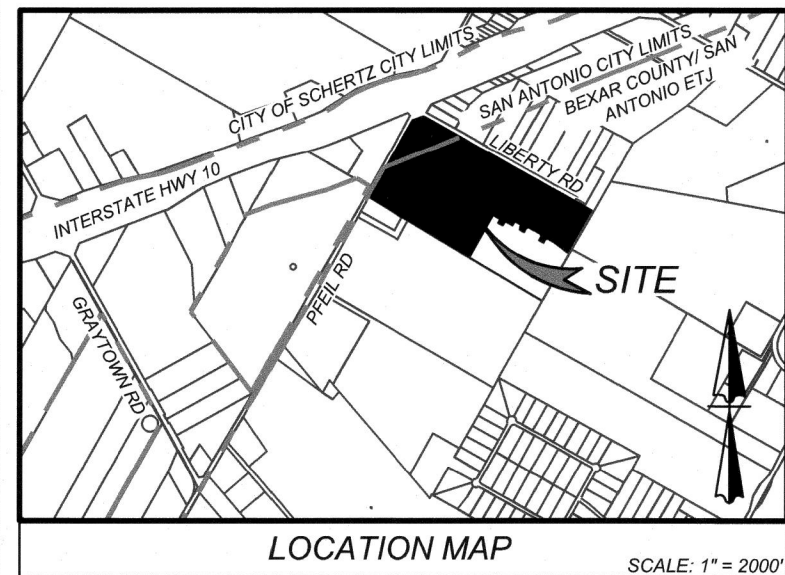 CITY OF SCHERTZ CITY LIMITS
SAN ANTONIO CITY LIMITS
BEXAR COUNTY/ SAN
ANTONIO ETJ
LIBERTY RD
INTERSTATE HWY 10
PFEIL RD
SITE
GRAYTOWN RD
LOCATION MAP
SCALE: 1" = 2000'